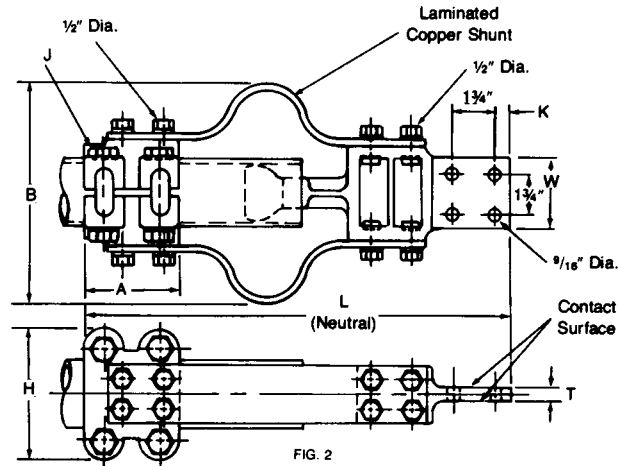 Laminated
Copper Shunt
½" Dia.
J
½" Dia.
1¾"
K
B
W
1¾"
9/16" Dia.
A
L
(Neutral)
Contact
Surface
H
T
FIG. 2